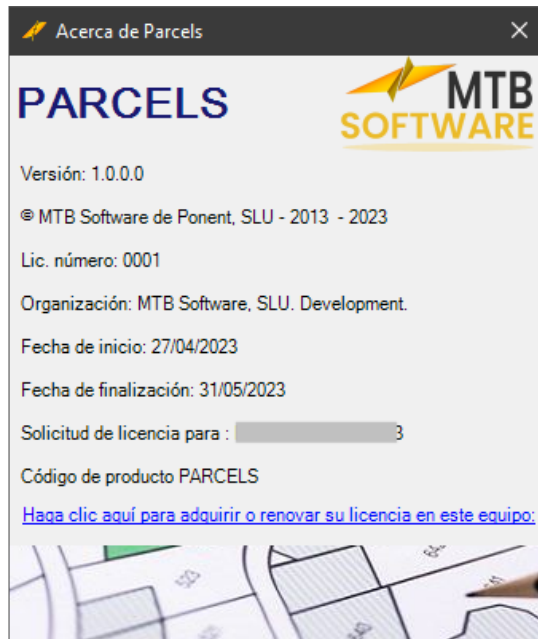 Acerca de Parcels
PARCELS
MTB
SOFTWARE
Versión: 1.0.0.0
© MTB Software de Ponent, SLU - 2013  - 2023
Lic. número: 0001
Organización: MTB Software, SLU. Development.
Fecha de inicio: 27/04/2023
Fecha de finalización: 31/05/2023
Solicitud de licencia para : 3
Código de producto PARCELS
Haga clic aquí para adquirir o renovar su licencia en este equipo:
523
540